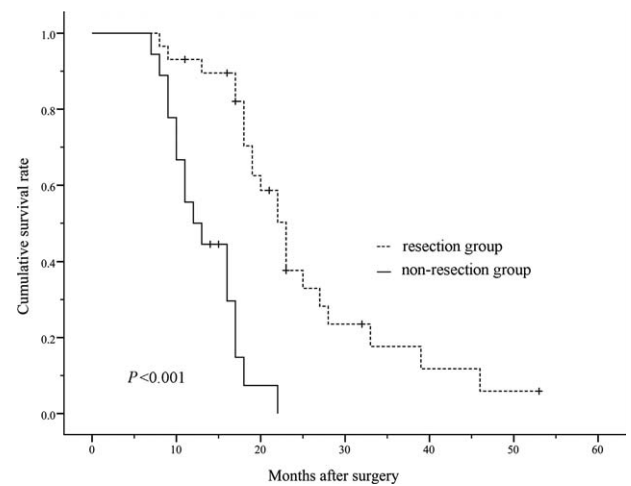 Cumulative survival rate
1.0
0.8
0.6
0.4
0.2
0.0
resection group
non-resection group
P<0.001
0 10 20 30 40 50 60
Months after surgery